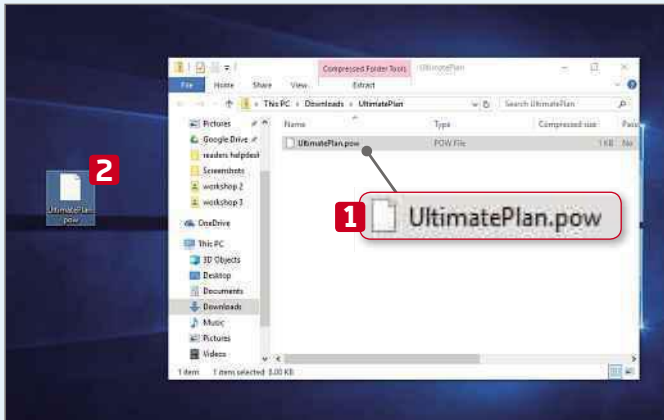 Compressed Folder Tools UltimatePlan
File Home Share View Extract
This PC > Downloads > UltimatePlan
Search UltimatePlan
Pictures
Google Drive
readers helpdesk
Screenshots
workshop 2
workshop 3
OneDrive
This PC
3D Objects
Desktop
Documents
Downloads
Music
Pictures
Videos
Name Type Compressed size
UltimatePlan.pow POW File 1 KB No
1 UltimatePlan.pow
2
UltimatePlan.
pow
1 item 1 item selected